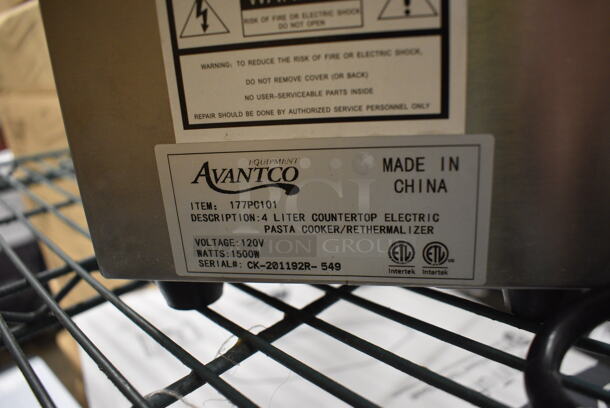 RISK OF FIRE OR ELECTRIC SHOCK
DO NOT OPEN
WARNING: TO REDUCE THE RISK OF FIRE OR ELECTRIC SHOCK,
DO NOT REMOVE COVER (OR BACK)
NO USER-SERVICEABLE PARTS INSIDE
REPAIR SHOULD BE DONE BY AUTHORIZED SERVICE PERSONNEL ONLY
EQUIPMENT
AVANTCO
MADE IN
CHINA
ITEM: 177PC101
DESCRIPTION: 4 LITER COUNTERTOP ELECTRIC
PASTA COOKER/RETHERMALIZER
VOLTAGE: 120V
WATTS: 1500W
SERIAL#: CK-201192R- 549
ETL ETL
Intertek Intertek